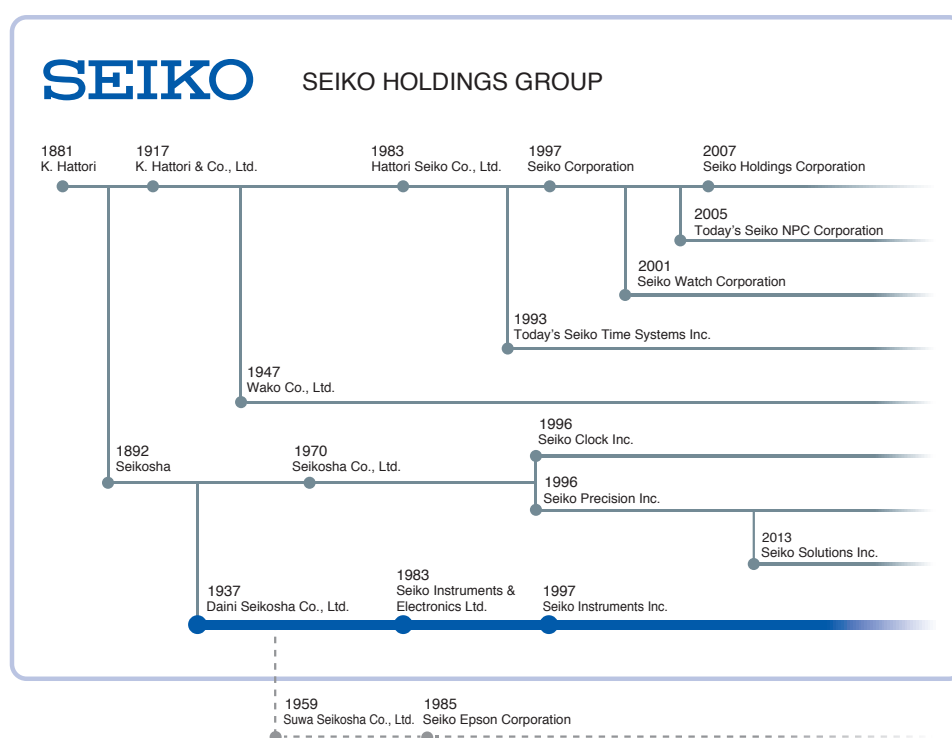 SEIKO
SEIKO HOLDINGS GROUP
1881
K. Hattori
1917
K. Hattori & Co., Ltd.
1983
Hattori Seiko Co., Ltd.
1997
Seiko Corporation
2007
Seiko Holdings Corporation
2005
Today's Seiko NPC Corporation
2001
Seiko Watch Corporation
1993
Today's Seiko Time Systems Inc.
1947
Wako Co., Ltd.
1996
Seiko Clock Inc.
1892
Seikosha
1970
Seikosha Co., Ltd.
1996
Seiko Precision Inc.
2013
Seiko Solutions Inc.
1937
Daini Seikosha Co., Ltd.
1983
Seiko Instruments &
Electronics Ltd.
1997
Seiko Instruments Inc.
1959
Suwa Seikosha Co., Ltd.
1985
Seiko Epson Corporation